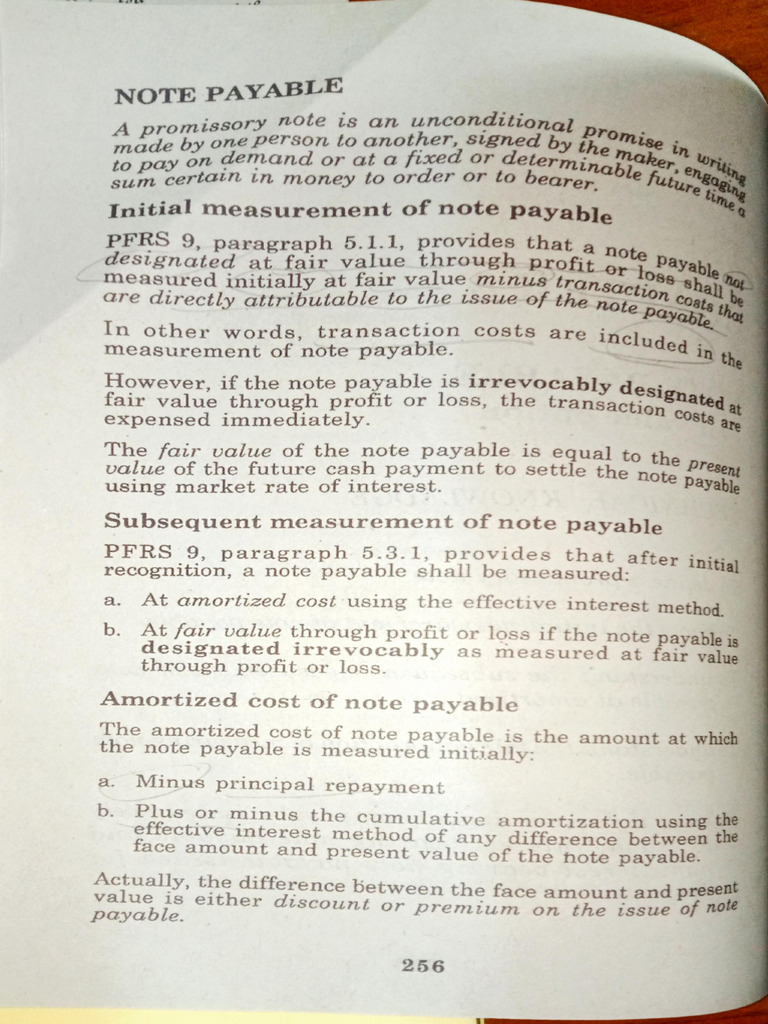 NOTE PAYABLE
A promissory note is an unconditional promise in writing
made by one person to another, signed by the maker, engaging
to pay on demand or at a fixed or determinable future time a
sum certain in money to order or to bearer.
Initial measurement of note payable
PFRS 9, paragraph 5.1.1, provides that a note payable not
designated at fair value through profit or loss shall be
measured initially at fair value minus transaction costs that
are directly attributable to the issue of the note payable.
In other words, transaction costs are included in the
measurement of note payable.
However, if the note payable is irrevocably designated at
fair value through profit or loss, the transaction costs are
expensed immediately.
The fair value of the note payable is equal to the present
value of the future cash payment to settle the note payable
using market rate of interest.
Subsequent measurement of note payable
PFRS 9, paragraph 5.3.1, provides that after initial
recognition, a note payable shall be measured:
a. At amortized cost using the effective interest method.
b. At fair value through profit or loss if the note payable is
designated irrevocably as measured at fair value
through profit or loss.
Amortized cost of note payable
The amortized cost of note payable is the amount at which
the note payable is measured initially:
a. Minus principal repayment
b. Plus or minus the cumulative amortization using the
effective interest method of any difference between the
face amount and present value of the note payable.
Actually, the difference between the face amount and present
value is either discount or premium on the issue of note
payable.
256